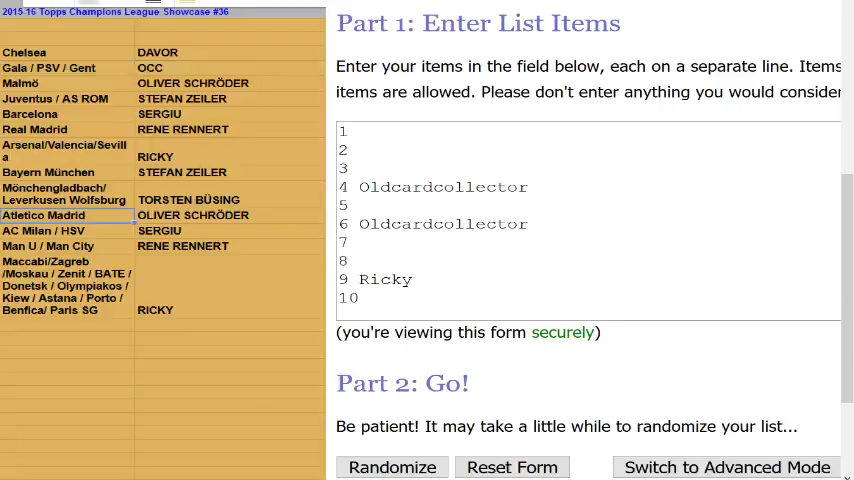 2015-16 Topps Champions League Showcase #36
Chelsea DAVOR
Gala / PSV / Gent OCC
Malmö OLIVER SCHRÖDER
Juventus / AS ROM STEFAN ZEILER
Barcelona SERGIU
Real Madrid RENE RENNERT
Arsenal/Valencia/Sevill
a RICKY
Bayern München STEFAN ZEILER
Mönchengladbach/
Leverkusen Wolfsburg TORSTEN BÜSING
Atletico Madrid OLIVER SCHRÖDER
AC Milan / HSV SERGIU
Man U / Man City RENE RENNERT
Maccabi/Zagreb
/Moskau / Zenit / BATE /
Donetsk / Olympiakos /
Kiew / Astana / Porto /
Benfica/ Paris SG RICKY
Part 1: Enter List Items
Enter your items in the field below, each on a separate line. Items
items are allowed. Please don't enter anything you would consider
1
2
3
4 Oldcardcollector
5
6 Oldcardcollector
7
8
9 Ricky
10
(you're viewing this form securely)
Part 2: Go!
Be patient! It may take a little while to randomize your list...
Randomize Reset Form Switch to Advanced Mode